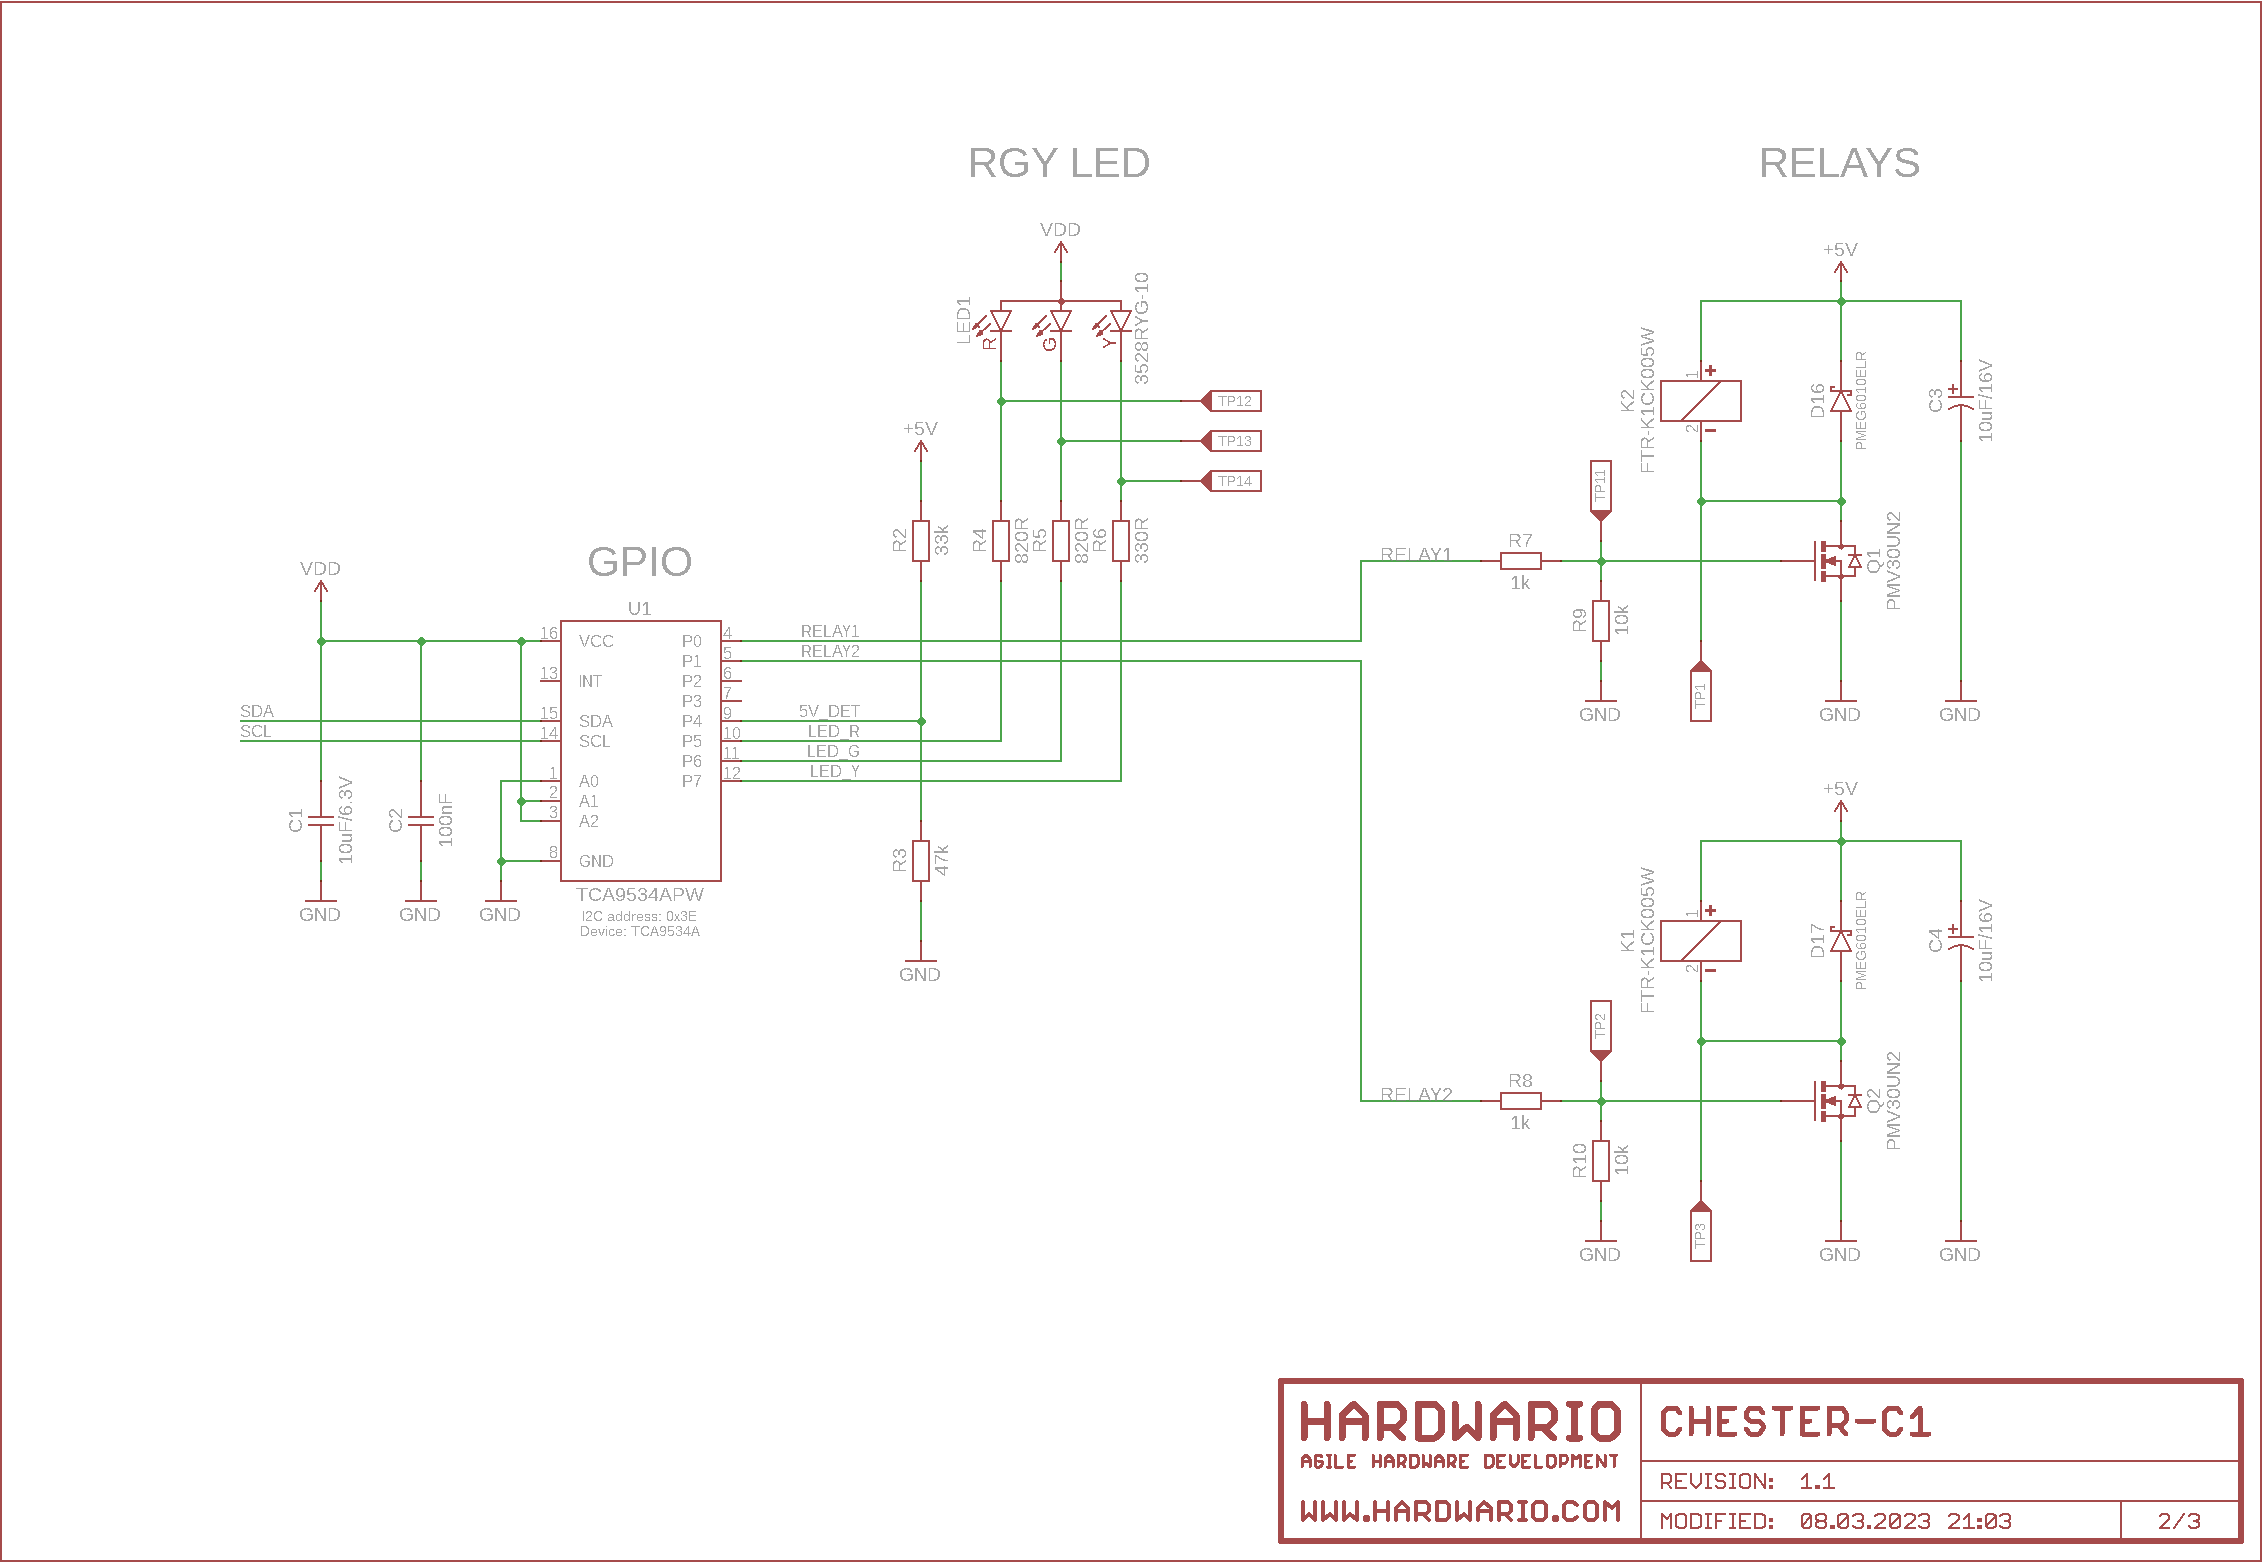 RGY LED
RELAYS
VDD
+5V
LED1
R
G
Y
3528RYG-10
TP12
TP13
TP14
+5V
R2
33k
R4
820R
R5
820R
R6
330R
K2
FTR-K1CK005W
1
+
2
-
D16
PMEG6010ELR
C3
+
10uF/16V
TP11
RELAY1
R7
1k
R9
10k
Q1
PMV30UN2
TP1
GND
GND
GND
GPIO
VDD
U1
16
VCC
P0
4
RELAY1
P1
5
RELAY2
13
INT
P2
6
P3
7
SDA
15
SDA
P4
9
5V_DET
SCL
14
SCL
P5
10
LED_R
P6
11
LED_G
1
A0
P7
12
LED_Y
2
A1
3
A2
8
GND
C1
10uF/6.3V
C2
100nF
R3
47k
GND
GND
GND
TCA9534APW
I2C address: 0x3E
Device: TCA9534A
GND
+5V
K1
FTR-K1CK005W
1
+
2
-
D17
PMEG6010ELR
C4
+
10uF/16V
TP2
RELAY2
R8
1k
R10
10k
Q2
PMV30UN2
TP3
GND
GND
GND
HARDWARIO
AGILE HARDWARE DEVELOPMENT
WWW.HARDWARIO.COM
CHESTER-C1
REVISION: 1.1
MODIFIED: 08.03.2023 21:03
2/3